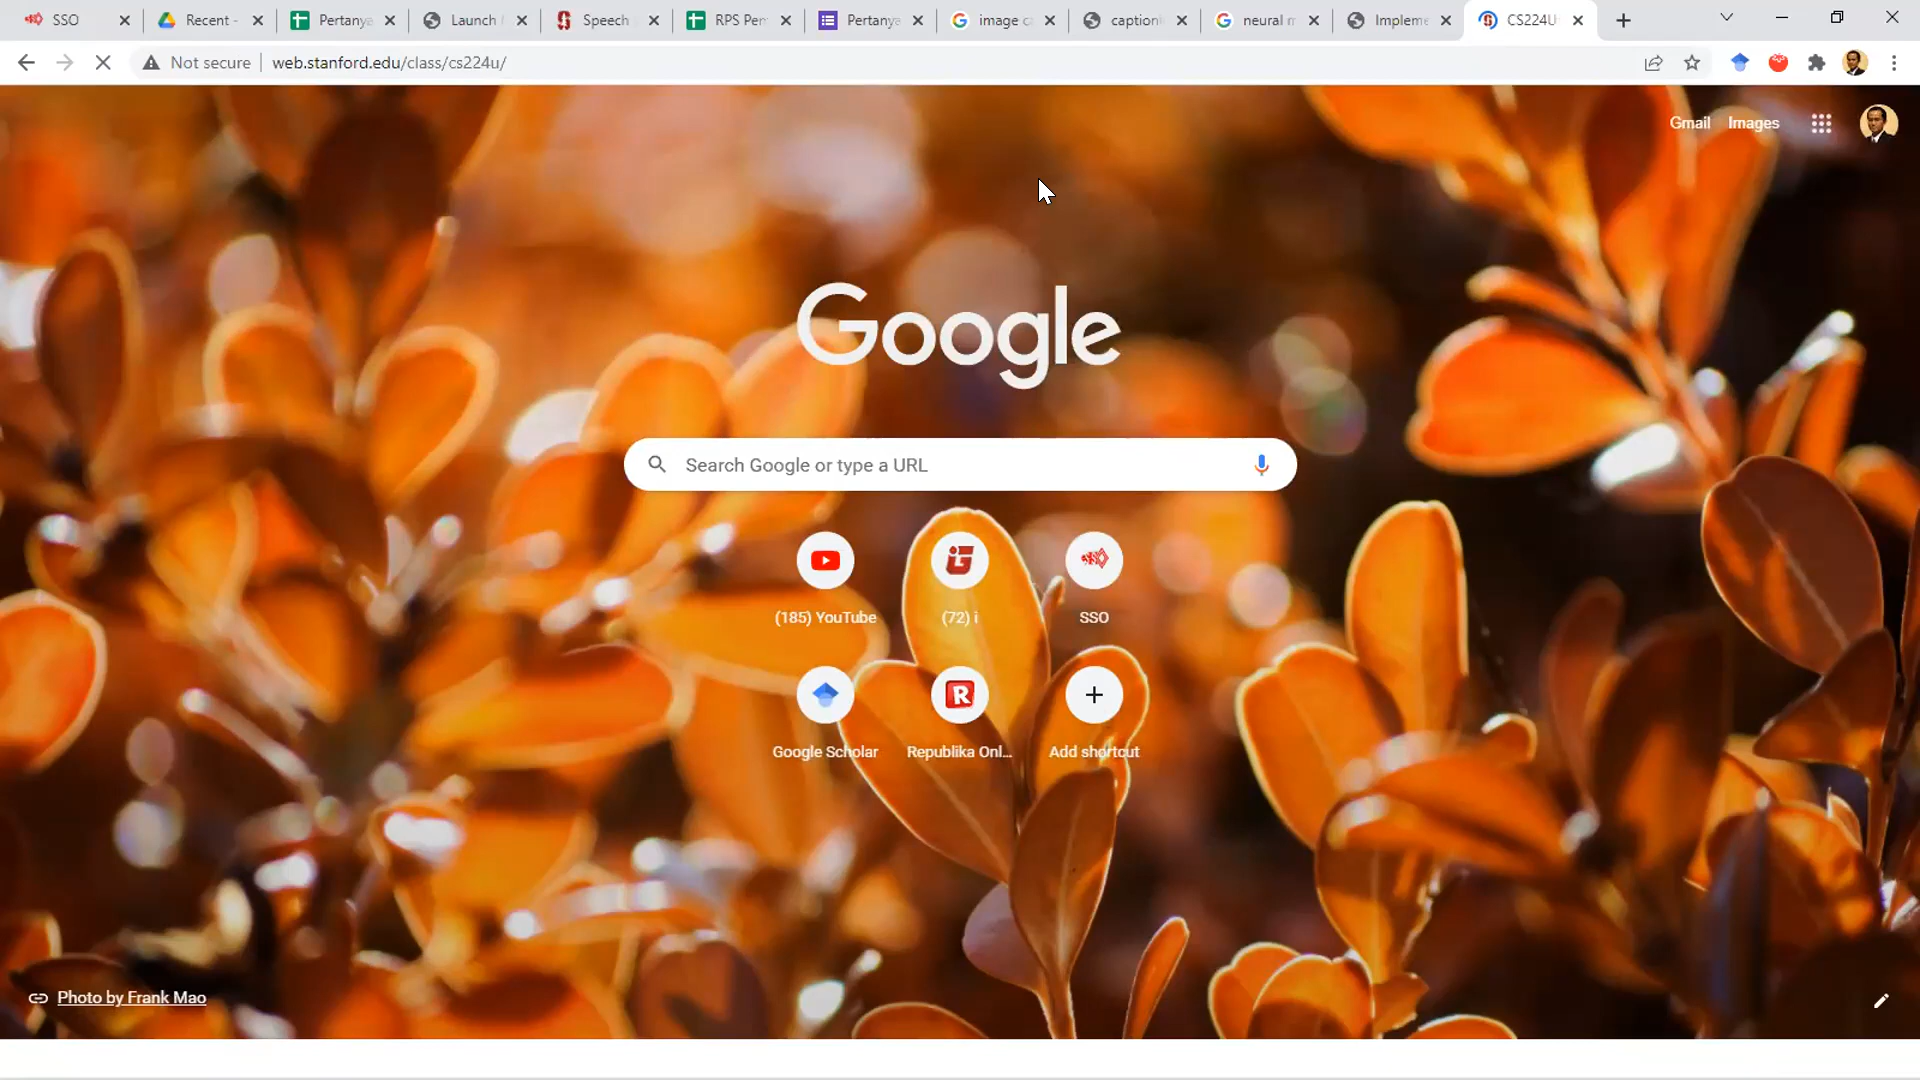 SSO
Recent -
Pertanya
Launch
Speech
RPS Pem
Pertanya
image ca
caption
neural m
Impleme
CS224U
Not secure
web.stanford.edu/class/cs224u/
Gmail
Images
Google
Search Google or type a URL
(185) YouTube
(72) i
SSO
Google Scholar
Republika Onl...
Add shortcut
Photo by Frank Mao